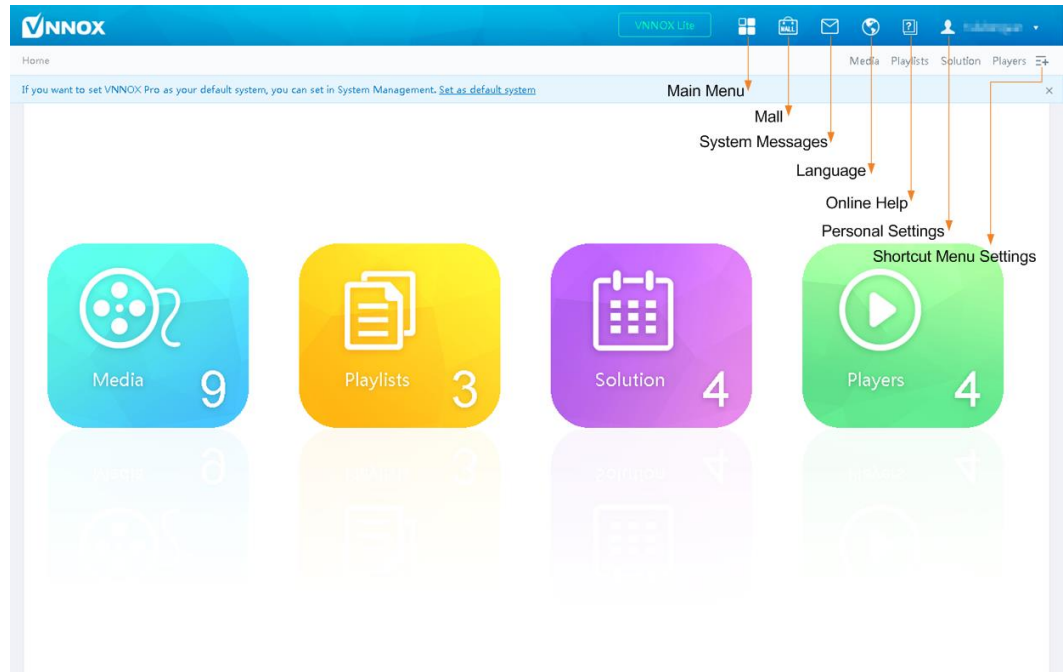 VNNOX
VNNOX Lite
MALL
Home
Media Playlists Solution Players
If you want to set VNNOX Pro as your default system, you can set in System Management. Set as default system
Main Menu
Mall
System Messages
Language
Online Help
Personal Settings
Shortcut Menu Settings
Media 9
Playlists 3
Solution 4
Players 4